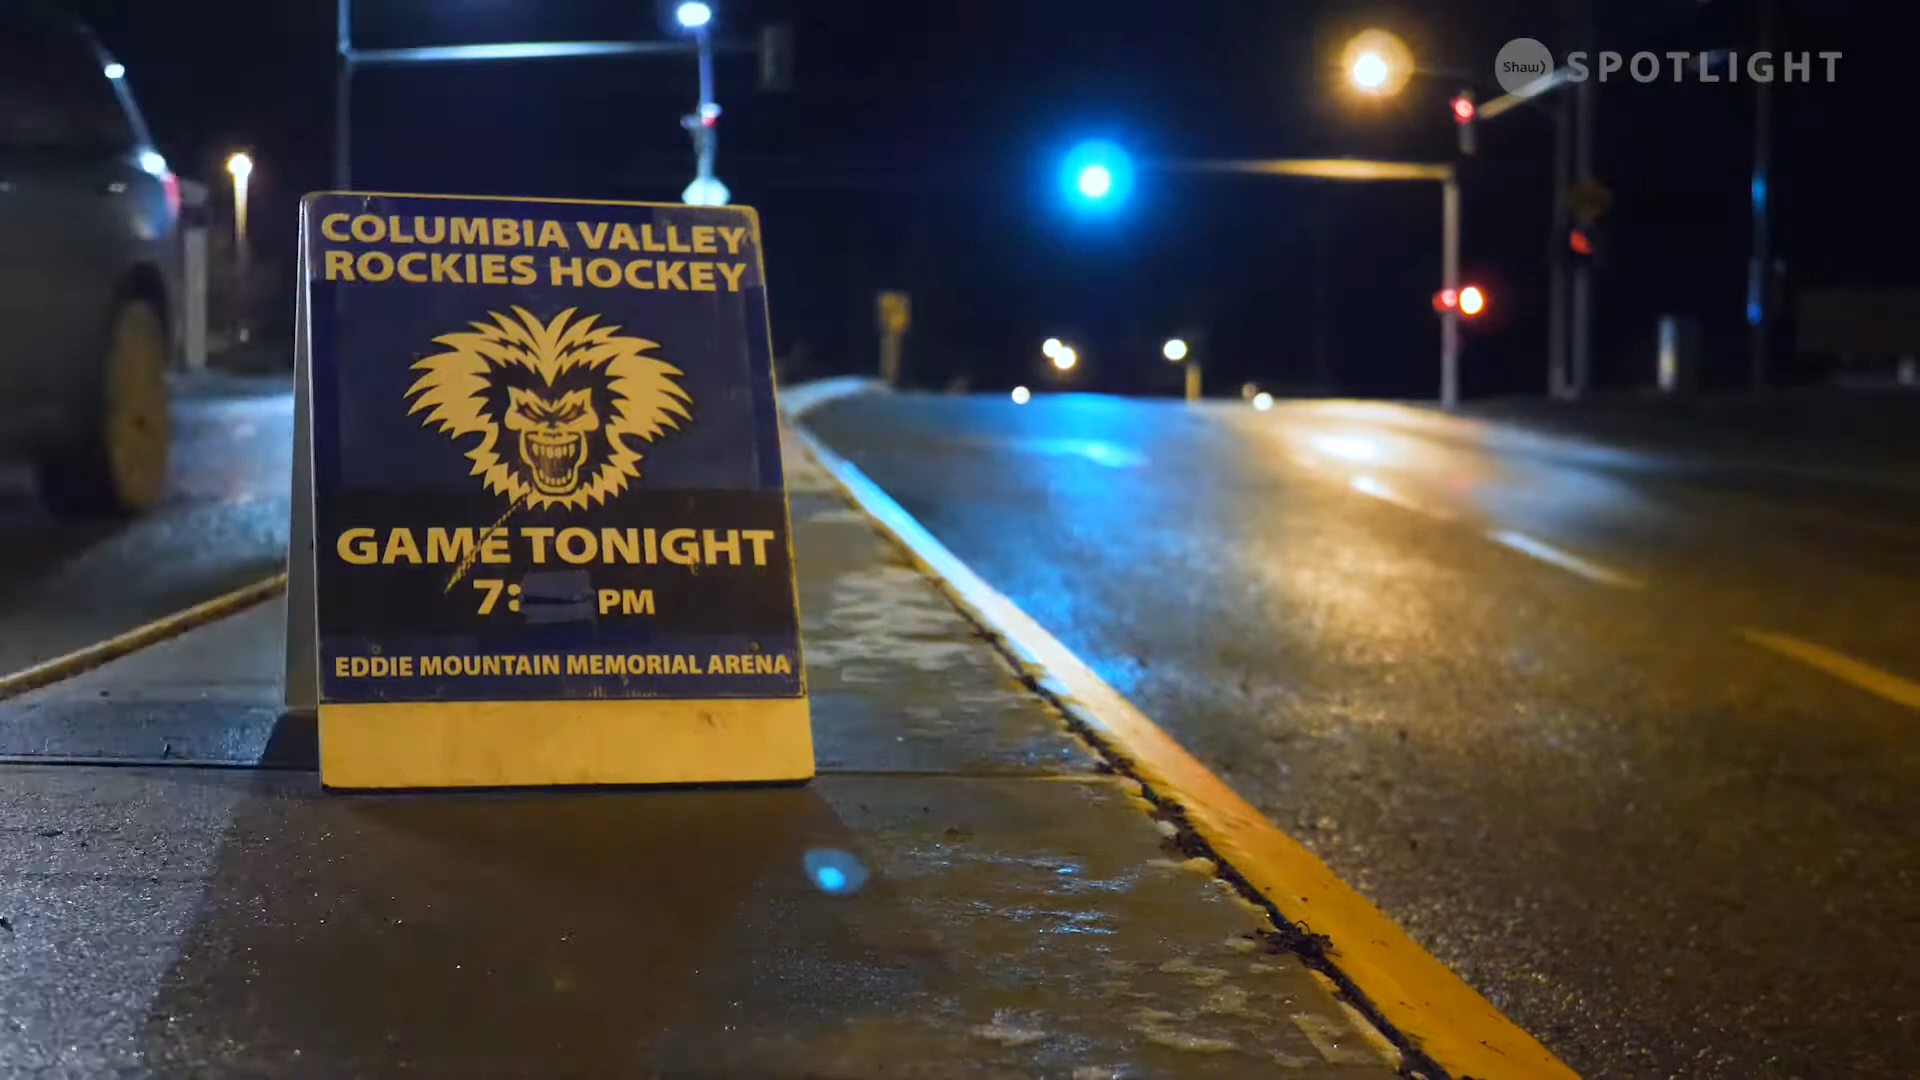 Shaw) SPOTLIGHT
COLUMBIA VALLEY
ROCKIES HOCKEY
GAME TONIGHT
7: PM
EDDIE MOUNTAIN MEMORIAL ARENA